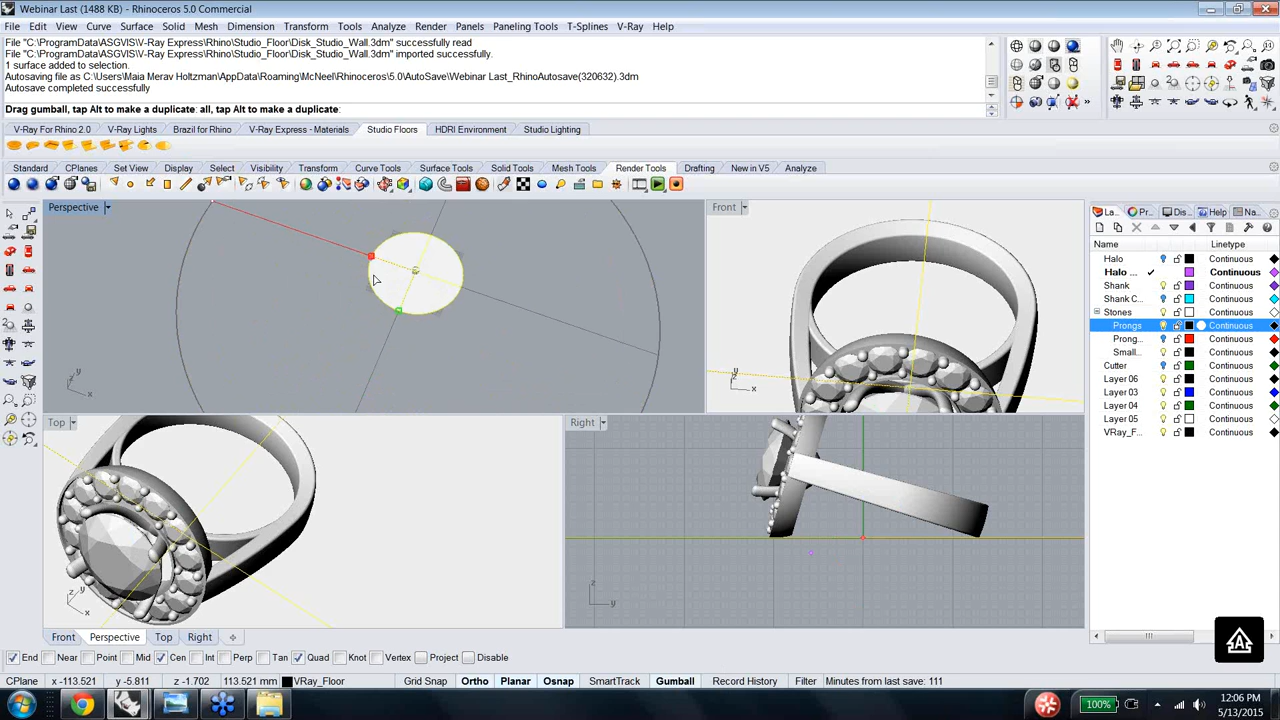 Webinar Last (1488 KB) - Rhinoceros 5.0 Commercial
File Edit View Curve Surface Solid Mesh Dimension Transform Tools Analyze Render Panels Paneling Tools T-Splines V-Ray Help
File "C:\ProgramData\ASGVIS\V-Ray Express\Rhino\Studio_Floor\Disk_Studio_Wall.3dm" successfully read
File "C:\ProgramData\ASGVIS\V-Ray Express\Rhino\Studio_Floor\Disk_Studio_Wall.3dm" imported successfully.
1 surface added to selection.
Autosaving file as C:\Users\Maia Merav Holtzman\AppData\Roaming\McNeel\Rhinoceros\5.0\AutoSave\Webinar Last_RhinoAutosave(320632).3dm
Autosave completed successfully
Drag gumball, tap Alt to make a duplicate: all, tap Alt to make a duplicate:
V-Ray For Rhino 2.0 V-Ray Lights Brazil for Rhino V-Ray Express - Materials Studio Floors HDRI Environment Studio Lighting
Standard CPlanes Set View Display Select Visibility Transform Curve Tools Surface Tools Solid Tools Mesh Tools Render Tools Drafting New in V5 Analyze
Perspective
Front
La... Pr... Dis... Help Na...
Name Linetype
Halo Continuous
Halo ... Continuous
Shank Continuous
Shank C... Continuous
Stones Continuous
Prongs Continuous
Prong... Continuous
Small... Continuous
Cutter Continuous
Layer 06 Continuous
Layer 03 Continuous
Layer 04 Continuous
Layer 05 Continuous
VRay_F... Continuous
y
x
z
x
Top
Right
y
x
z
y
Front Perspective Top Right
End Near Point Mid Cen Int Perp Tan Quad Knot Vertex Project Disable
CPlane x -113.521 y -5.811 z -1.702 113.521 mm VRay_Floor Grid Snap Ortho Planar Osnap SmartTrack Gumball Record History Filter Minutes from last save: 111
100%
12:06 PM
5/13/2015